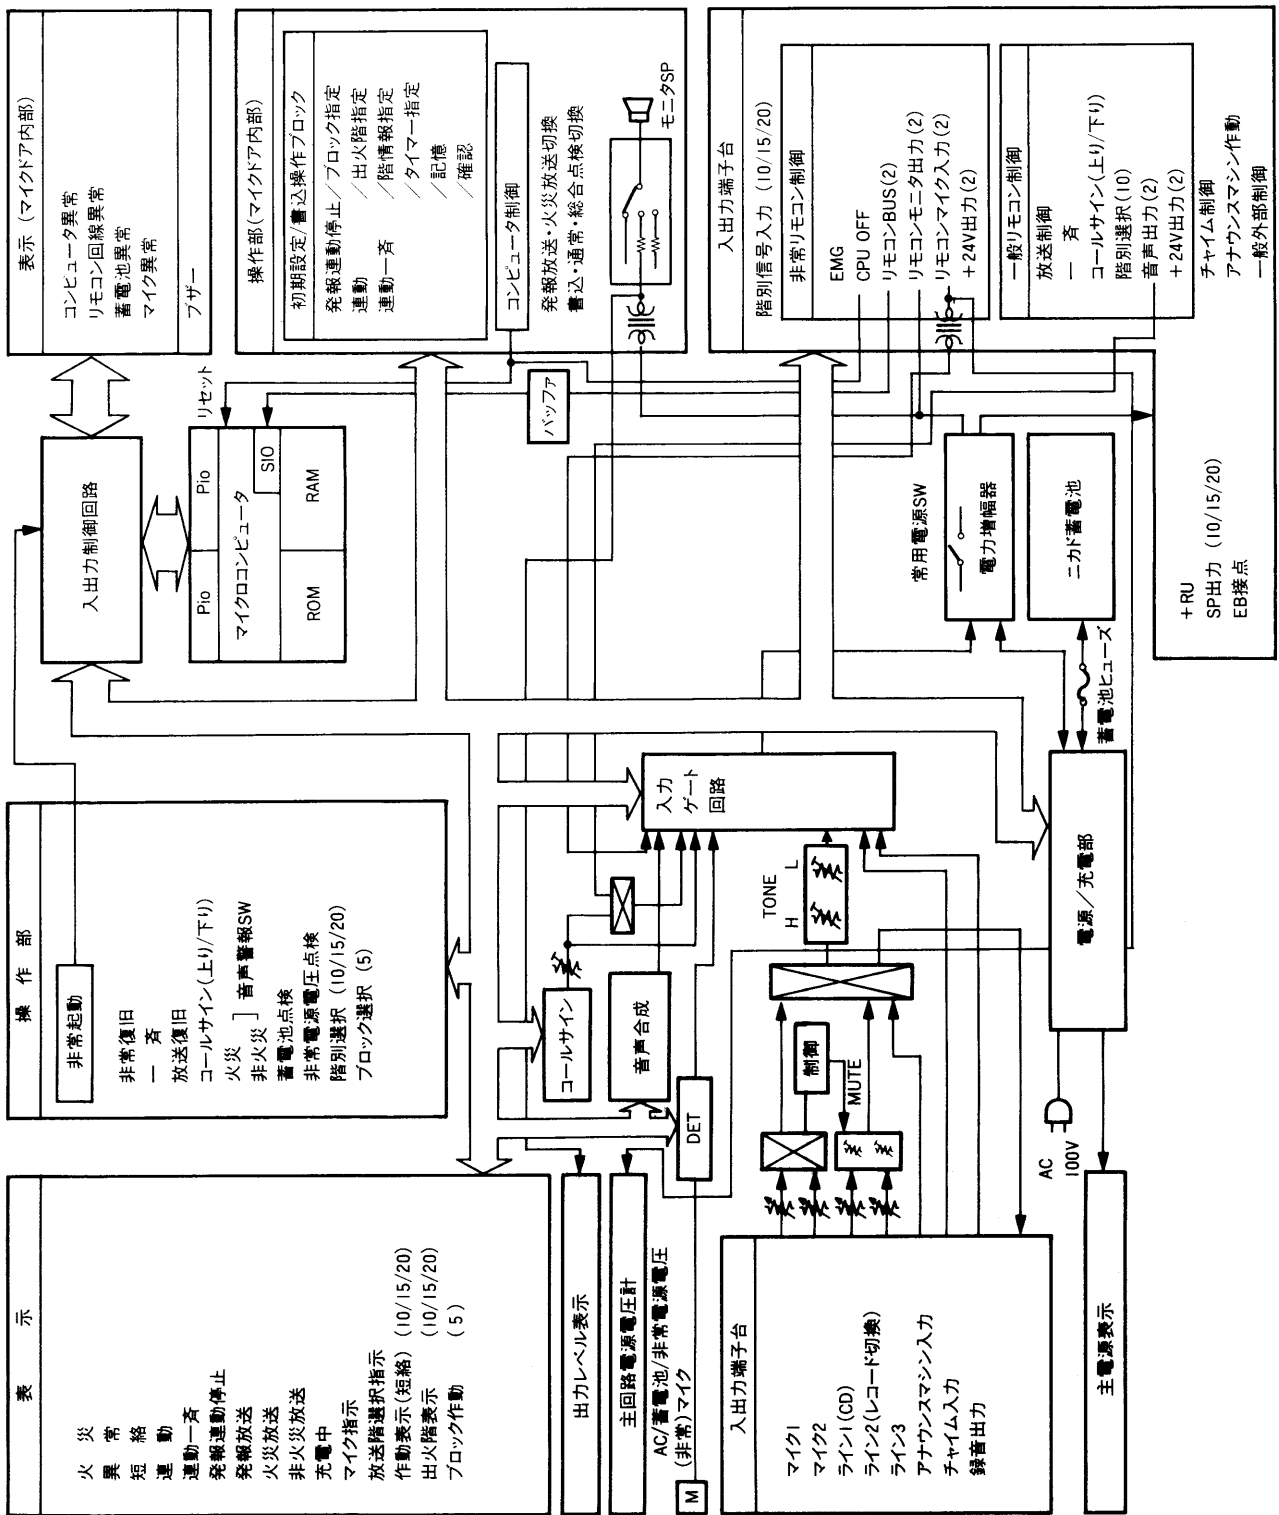 表 示
火 災
異 常
短 絡
連 動
連動一斉
発報連動停止
発報放送
火災放送
非火災放送
充電中
マイク指示
放送階選択指示
作動表示(短絡) (10/15/20)
出火階表示 (10/15/20)
ブロック作動 (5)
出力レベル表示
主回路電源電圧計
AC/蓄電池/非常電源電圧
(非常)マイク
M
入出力端子台
マイク1
マイク2
ライン1(CD)
ライン2(レコード切換)
ライン3
アナウンスマシン入力
チャイム入力
録音出力
主電源表示
操 作 部
非常起動
非常復旧
一 斉
放送復旧
コールサイン(上り/下り)
火災
非火災 ] 音声警報SW
蓄電池点検
非常電源電圧点検
階別選択 (10/15/20)
ブロック選択 (5)
コールサイン
音声合成
DET
制御
MUTE
TONE
H L
入力
ゲート
回路
AC
100V
電源/充電部
蓄電池ヒューズ
入出力制御回路
Pio
Pio
マイクロコンピュータ
SIO
ROM
RAM
リセット
バッファ
常用電源SW
電力増幅器
ニカド蓄電池
表示 (マイクドア内部)
コンピュータ異常
リモコン回線異常
蓄電池異常
マイク異常
ブザー
操作部(マイクドア内部)
初期設定/書込操作ブロック
発報連動停止/ブロック指定
連動 /出火階指定
連動一斉 /階情報指定
/タイマー指定
/記憶
/確認
コンピュータ制御
発報放送・火災放送切換
書込・通常・総合点検切換
モニタSP
入出力端子台
階別信号入力 (10/15/20)
非常リモコン制御
EMG
CPU OFF
リモコンBUS(2)
リモコンモニタ出力(2)
リモコンマイク入力(2)
+24V出力(2)
一般リモコン制御
放送制御
一 斉
コールサイン(上り/下り)
階別選択(10)
音声出力(2)
+24V出力(2)
チャイム制御
アナウンスマシン作動
一般外部制御
+RU
SP出力 (10/15/20)
EB接点